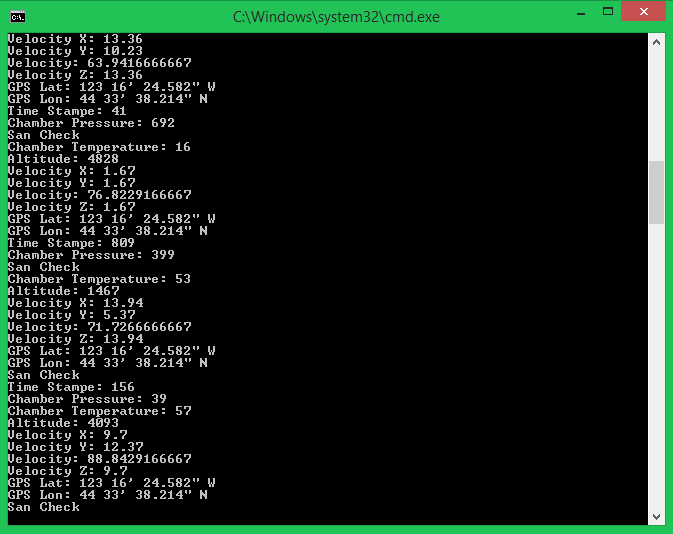 C:\Windows\system32\cmd.exe
Velocity X: 13.36
Velocity Y: 10.23
Velocity: 63.9416666667
Velocity Z: 13.36
GPS Lat: 123 16' 24.582" W
GPS Lon: 44 33' 38.214" N
Time Stampe: 41
Chamber Pressure: 692
San Check
Chamber Temperature: 16
Altitude: 4828
Velocity X: 1.67
Velocity Y: 1.67
Velocity: 76.8229166667
Velocity Z: 1.67
GPS Lat: 123 16' 24.582" W
GPS Lon: 44 33' 38.214" N
Time Stampe: 809
Chamber Pressure: 399
San Check
Chamber Temperature: 53
Altitude: 1467
Velocity X: 13.94
Velocity Y: 5.37
Velocity: 71.7266666667
Velocity Z: 13.94
GPS Lat: 123 16' 24.582" W
GPS Lon: 44 33' 38.214" N
San Check
Time Stampe: 156
Chamber Pressure: 39
Chamber Temperature: 57
Altitude: 4093
Velocity X: 9.7
Velocity Y: 12.37
Velocity: 88.8429166667
Velocity Z: 9.7
GPS Lat: 123 16' 24.582" W
GPS Lon: 44 33' 38.214" N
San Check